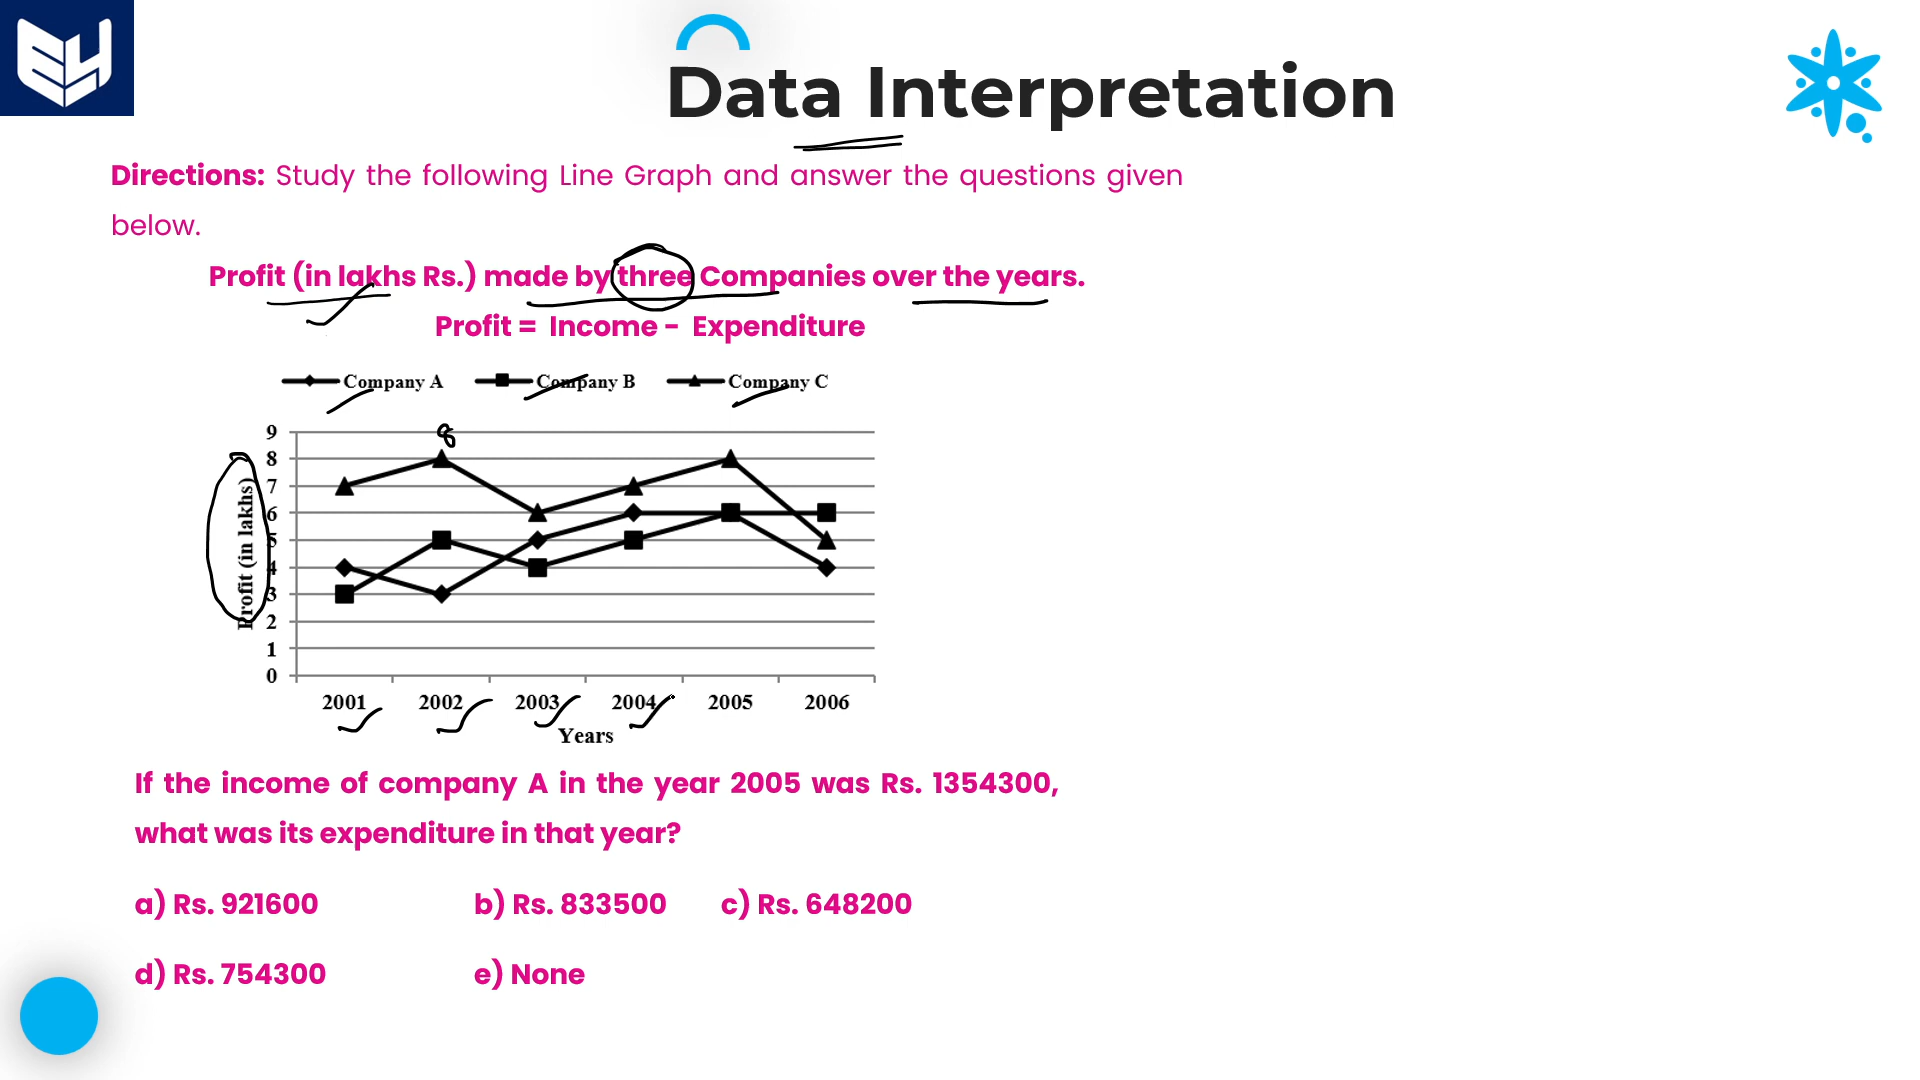 Data Interpretation
Directions: Study the following Line Graph and answer the questions given
below.
Profit (in lakhs Rs.) made by three Companies over the years.
Profit = Income - Expenditure
Company A Company B Company C
8
9
8
7
6
5
4
3
2
1
0
Profit (in lakhs)
2001 2002 2003 2004 2005 2006
Years
If the income of company A in the year 2005 was Rs. 1354300,
what was its expenditure in that year?
a) Rs. 921600 b) Rs. 833500 c) Rs. 648200
d) Rs. 754300 e) None